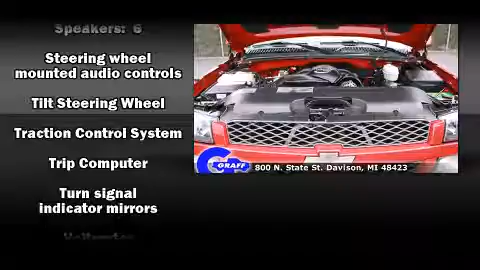 Speakers: 6
Steering wheel
mounted audio controls
Tilt Steering Wheel
Traction Control System
Trip Computer
Turn signal
indicator mirrors
Voltmeter
GRAFF
800 N. State St. Davison, MI 48423